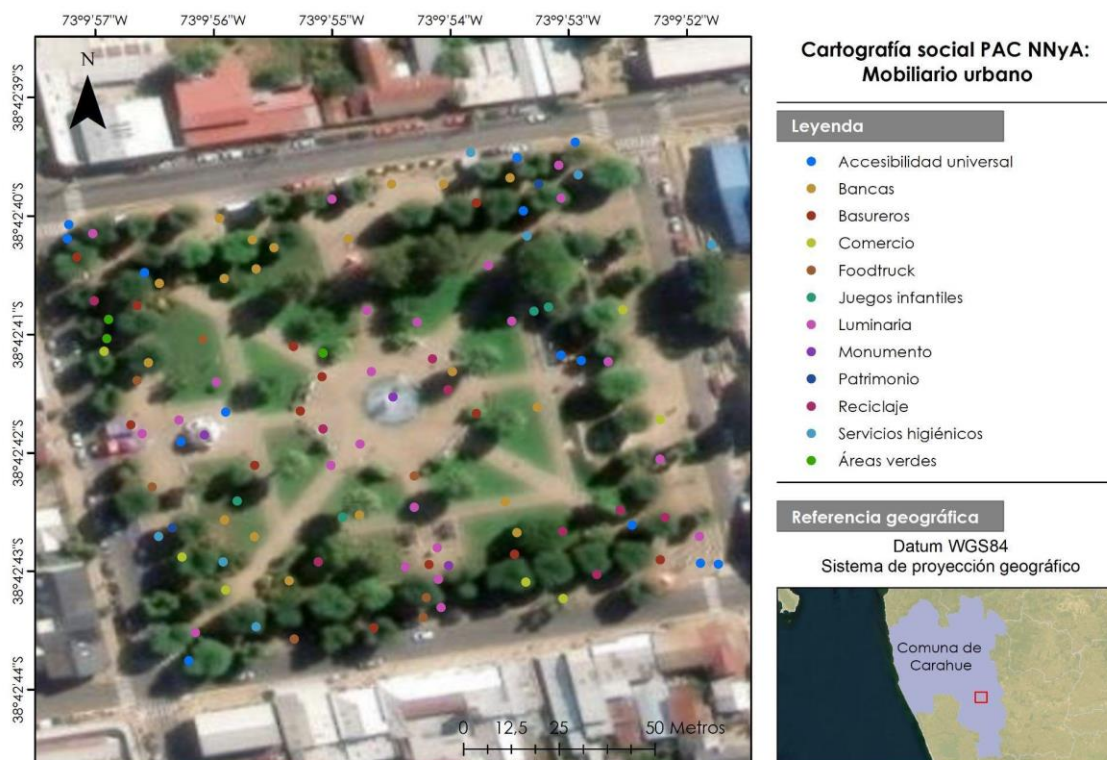 73°9'57"W
73°9'56"W
73°9'55"W
73°9'54"W
73°9'53"W
73°9'52"W
38°42'39"S
38°42'40"S
38°42'41"S
38°42'42"S
38°42'43"S
38°42'44"S
N
0 12,5 25 50 Metros
Cartografía social PAC NNyA:
Mobiliario urbano
Leyenda
Accesibilidad universal
Bancas
Basureros
Comercio
Foodtruck
Juegos infantiles
Luminaria
Monumento
Patrimonio
Reciclaje
Servicios higiénicos
Áreas verdes
Referencia geográfica
Datum WGS84
Sistema de proyección geográfico
Comuna de
Carahue